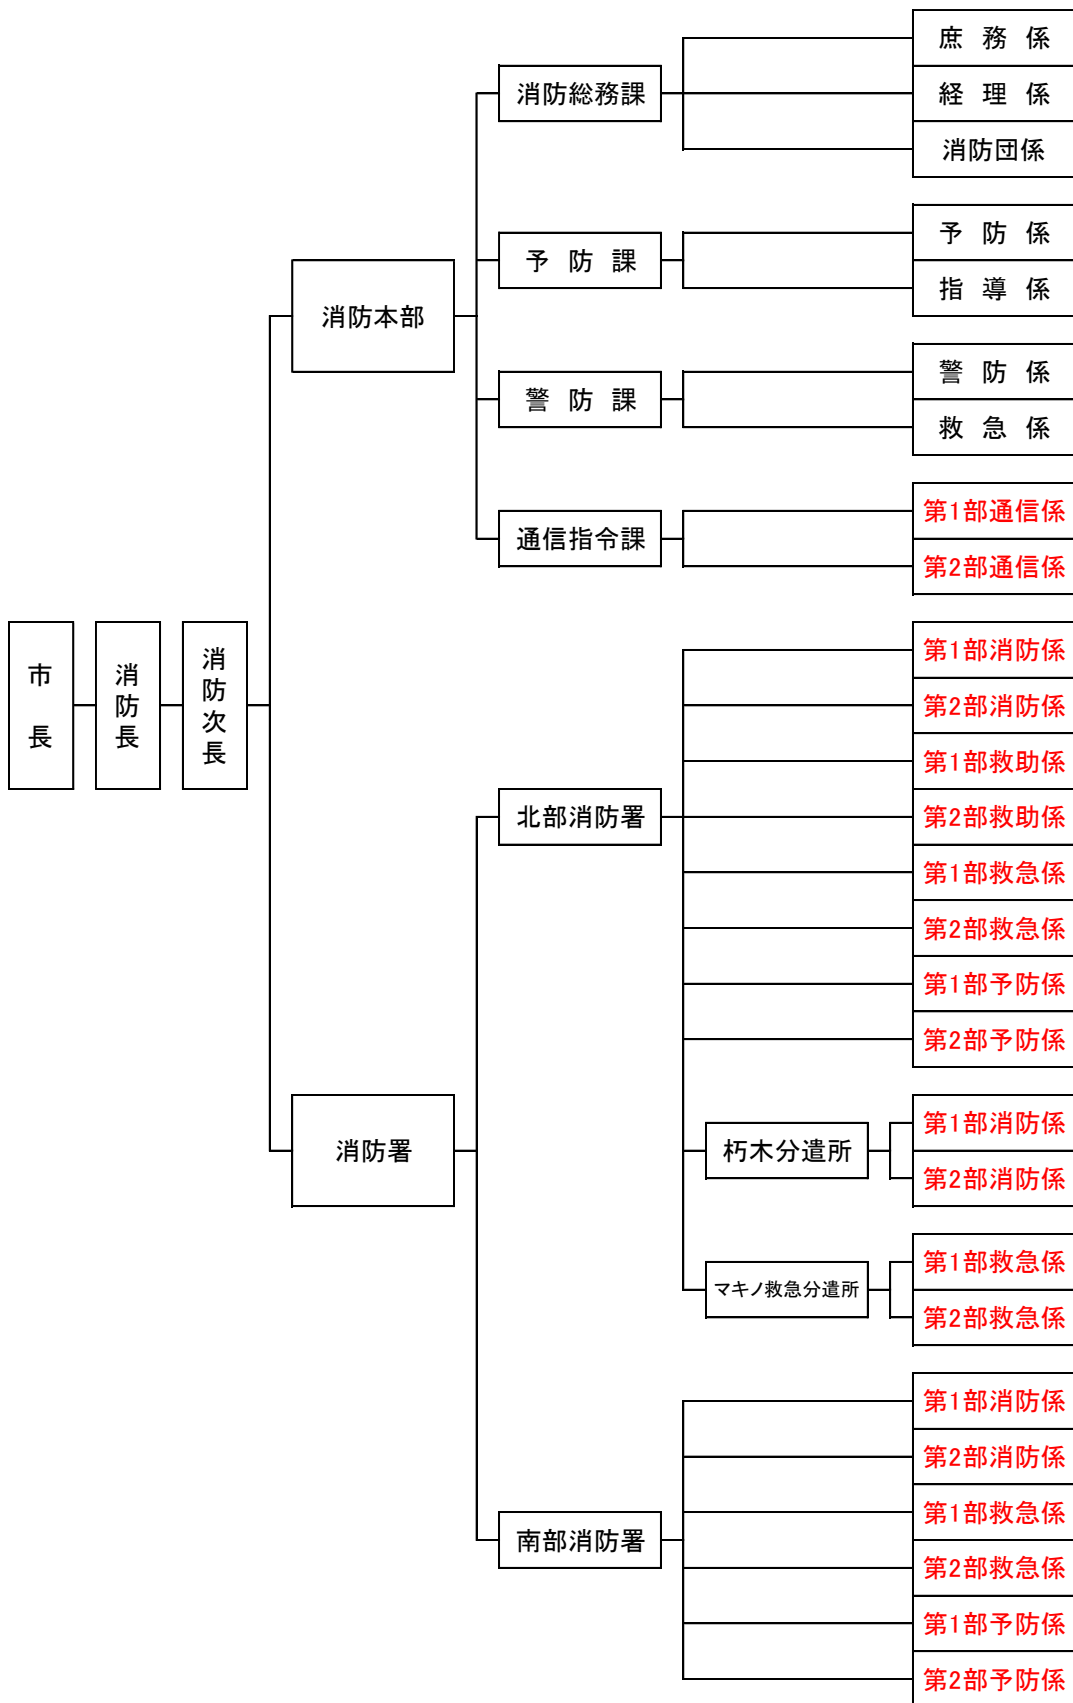 市長
消防長
消防次長
消防本部
消防総務課
庶務係
経理係
消防団係
予防課
予防係
指導係
警防課
警防係
救急係
通信指令課
第1部通信係
第2部通信係
消防署
北部消防署
第1部消防係
第2部消防係
第1部救助係
第2部救助係
第1部救急係
第2部救急係
第1部予防係
第2部予防係
朽木分遣所
第1部消防係
第2部消防係
マキノ救急分遣所
第1部救急係
第2部救急係
南部消防署
第1部消防係
第2部消防係
第1部救急係
第2部救急係
第1部予防係
第2部予防係